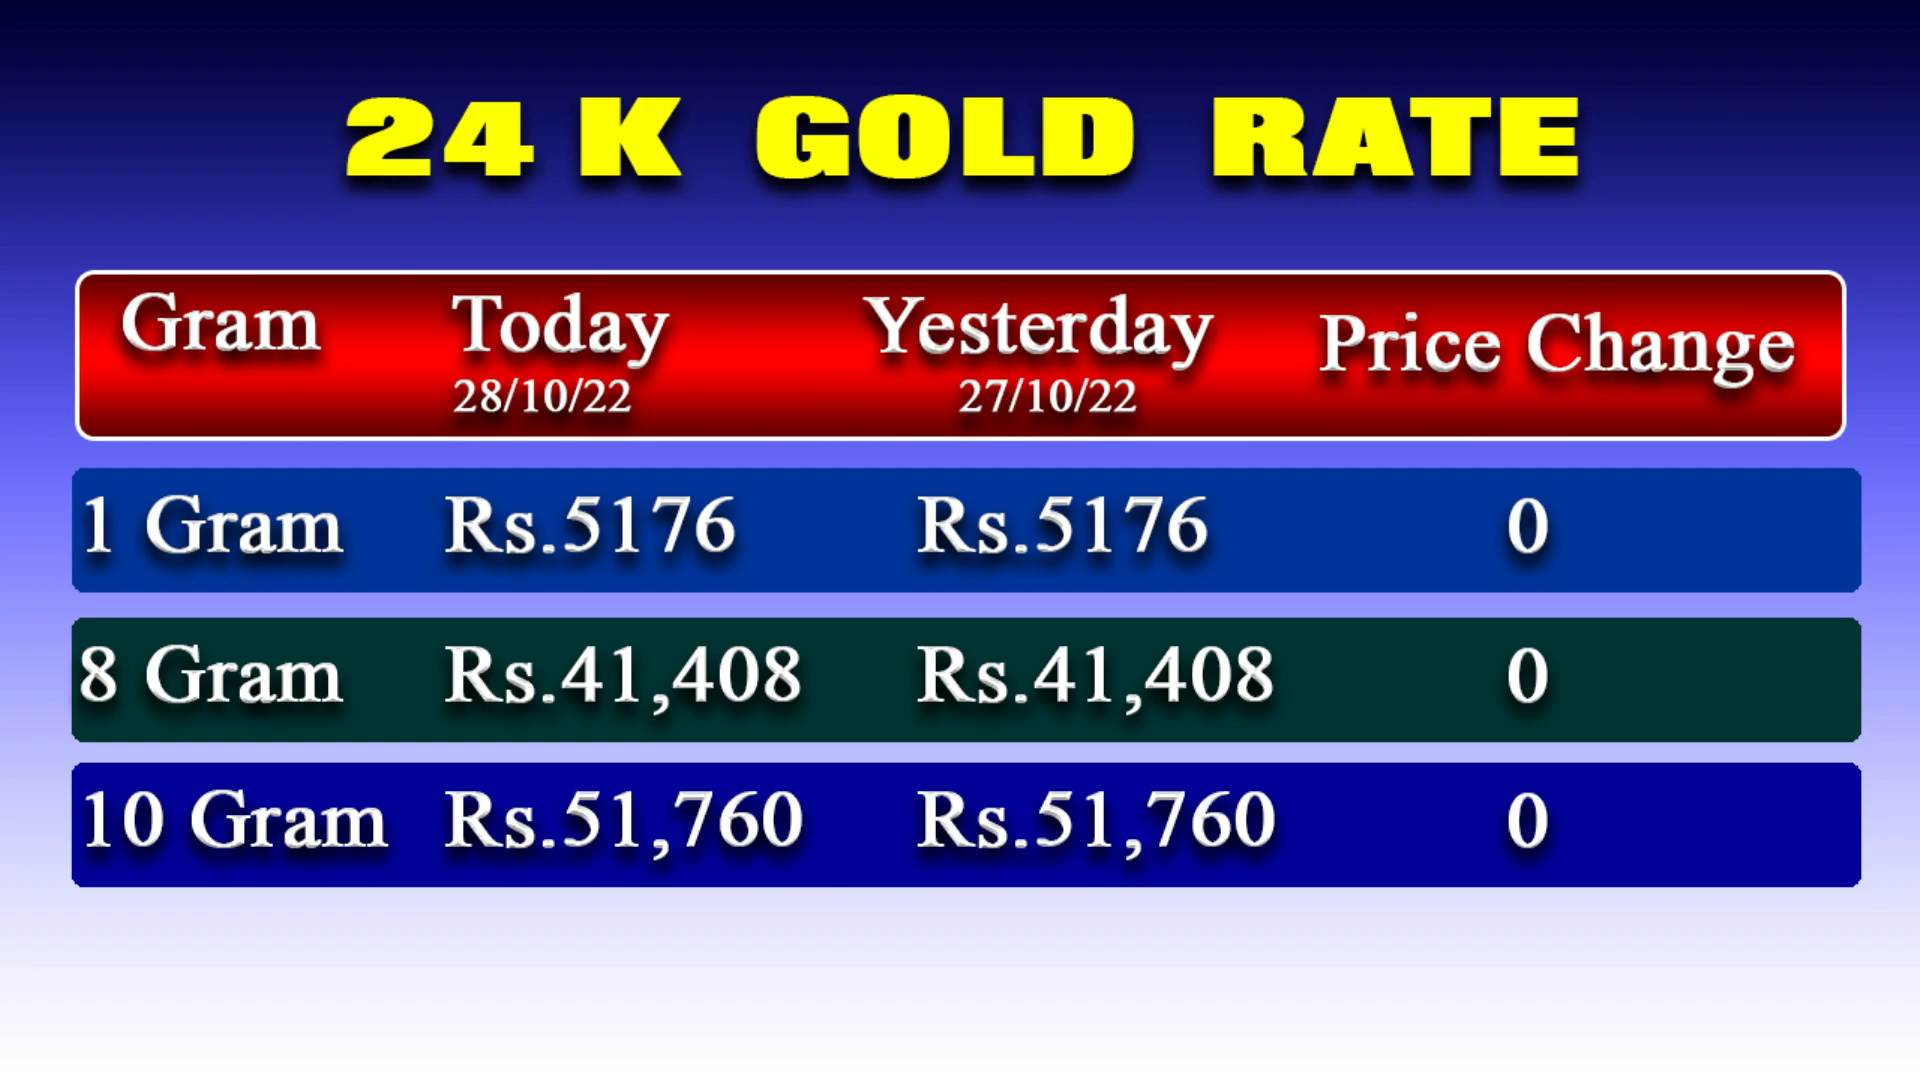 24 K GOLD RATE
Gram Today Yesterday Price Change
28/10/22 27/10/22
1 Gram Rs.5176 Rs.5176 0
8 Gram Rs.41,408 Rs.41,408 0
10 Gram Rs.51,760 Rs.51,760 0